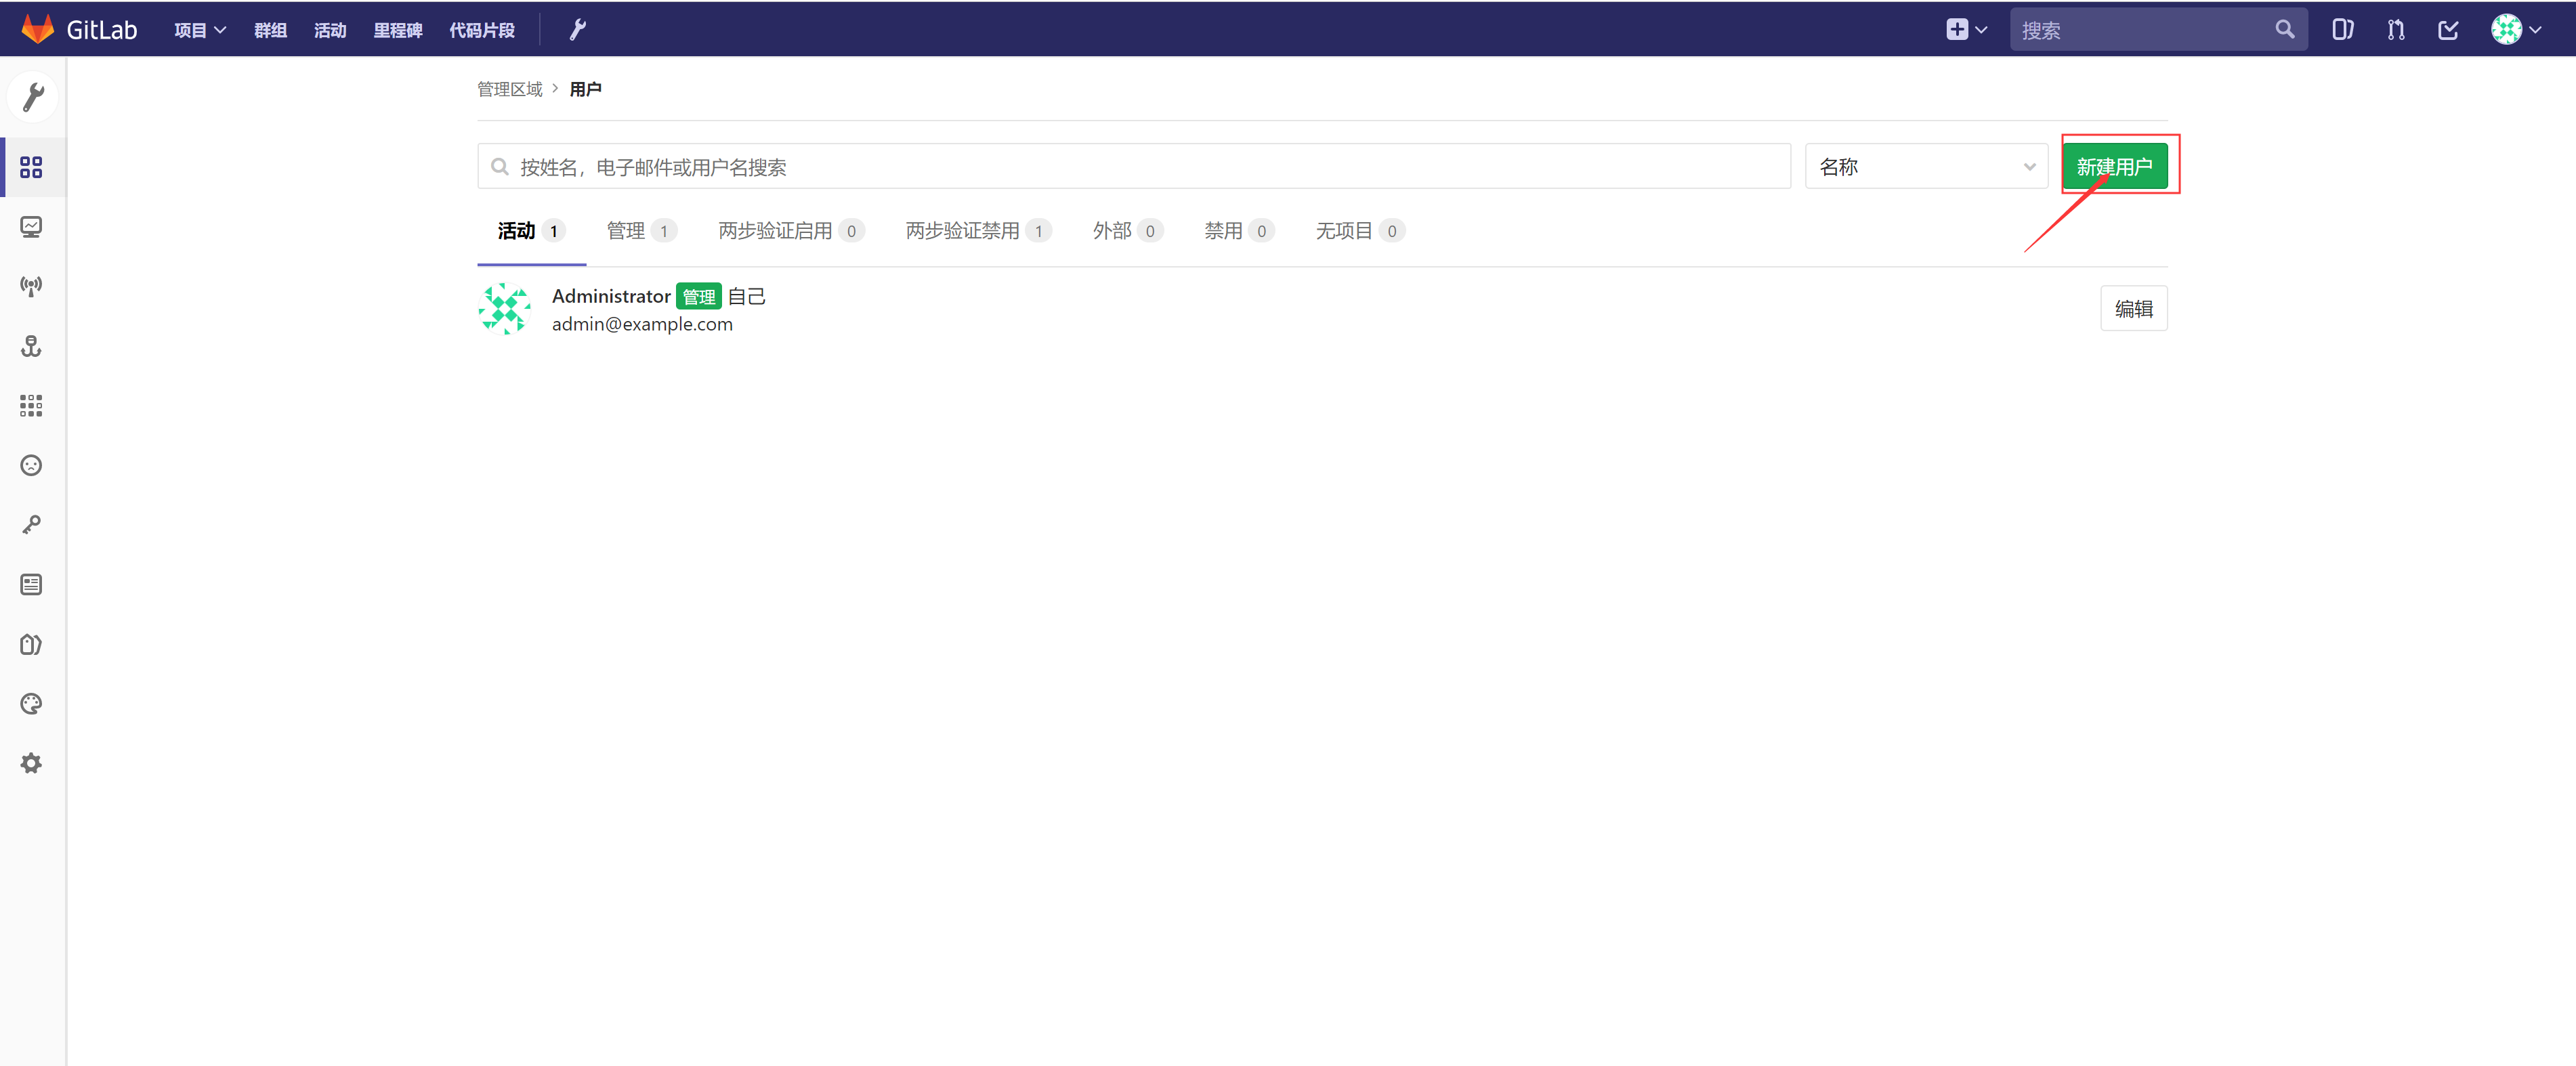 GitLab 项目 群组 活动 里程碑 代码片段 搜索
管理区域 > 用户
按姓名，电子邮件或用户名搜索 名称 新建用户
活动 1 管理 1 两步验证启用 0 两步验证禁用 1 外部 0 禁用 0 无项目 0
Administrator 管理 自己
admin@example.com
编辑